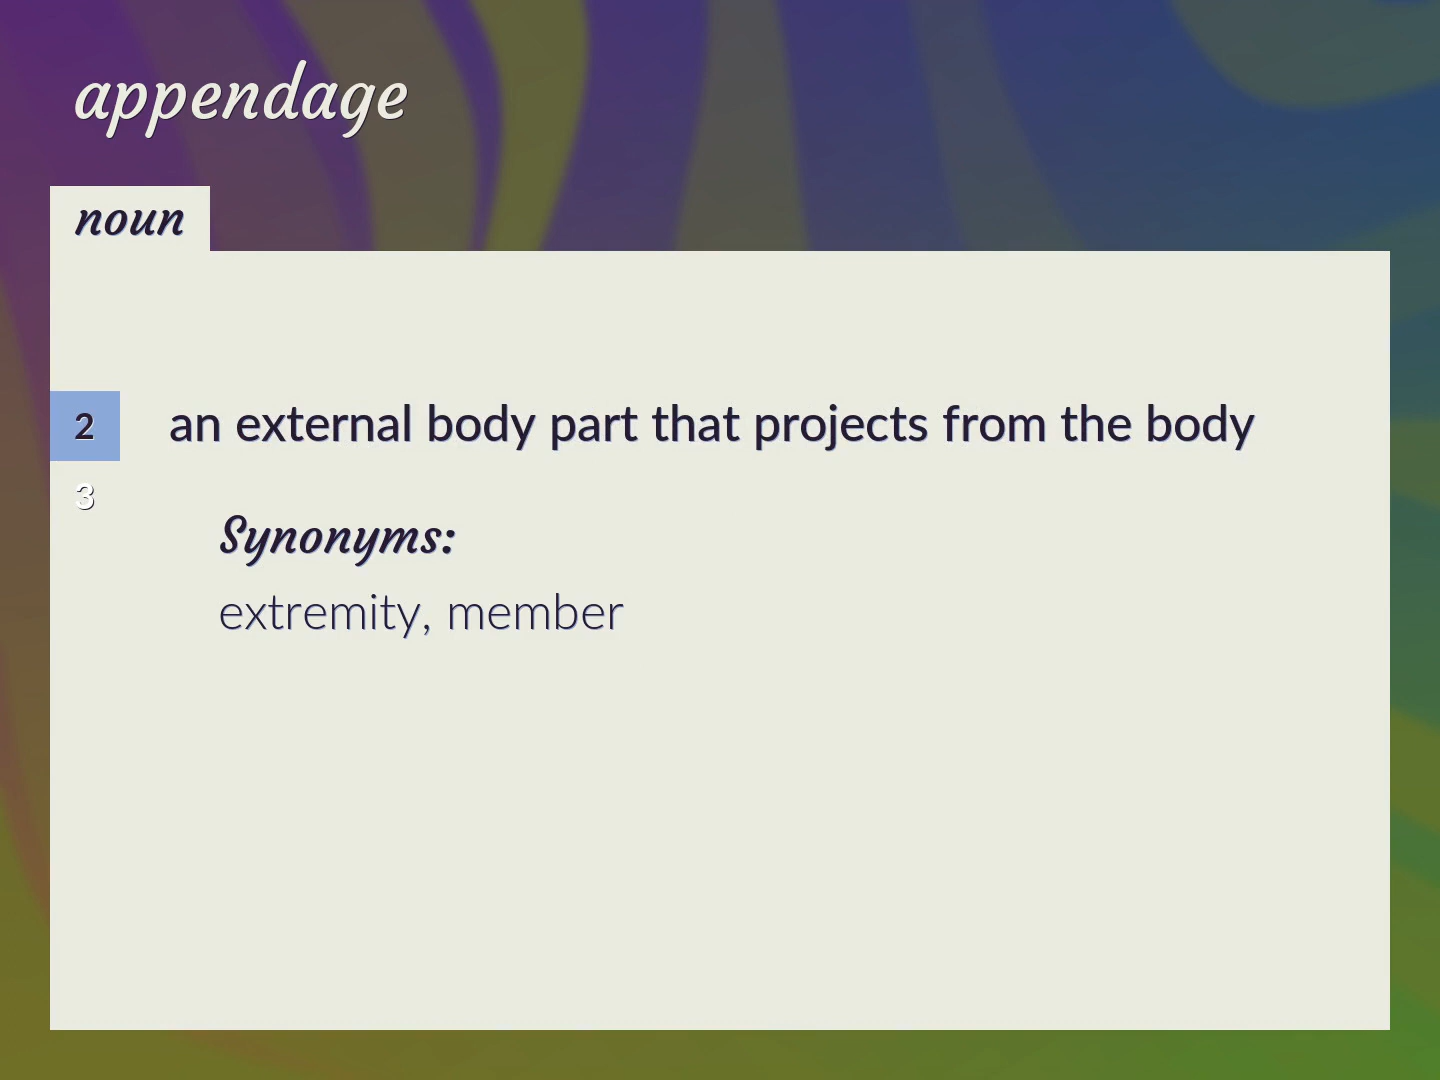 appendage
noun
2 an external body part that projects from the body
3
Synonyms:
extremity, member